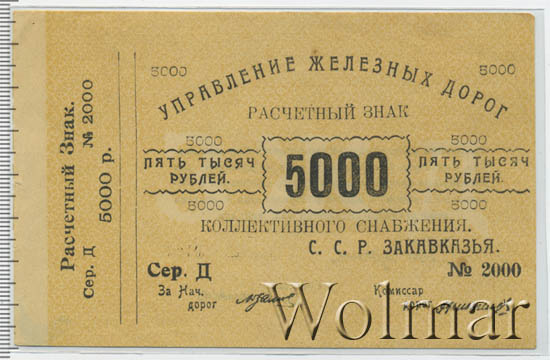 Расчетный Знак.
Сер. Д № 2000
5000 р.
5000 5000
УПРАВЛЕНИЕ ЖЕЛЕЗНЫХ ДОРОГ
РАСЧЕТНЫЙ ЗНАК
5000 5000
ПЯТЬ ТЫСЯЧ РУБЛЕЙ.
5000
ПЯТЬ ТЫСЯЧ РУБЛЕЙ.
5000 5000
КОЛЛЕКТИВНОГО СНАБЖЕНИЯ.
С. С. Р. ЗАКАВКАЗЬЯ.
Сер. Д № 2000
За Нач. дорог
Комиссар дорог
Wolmar